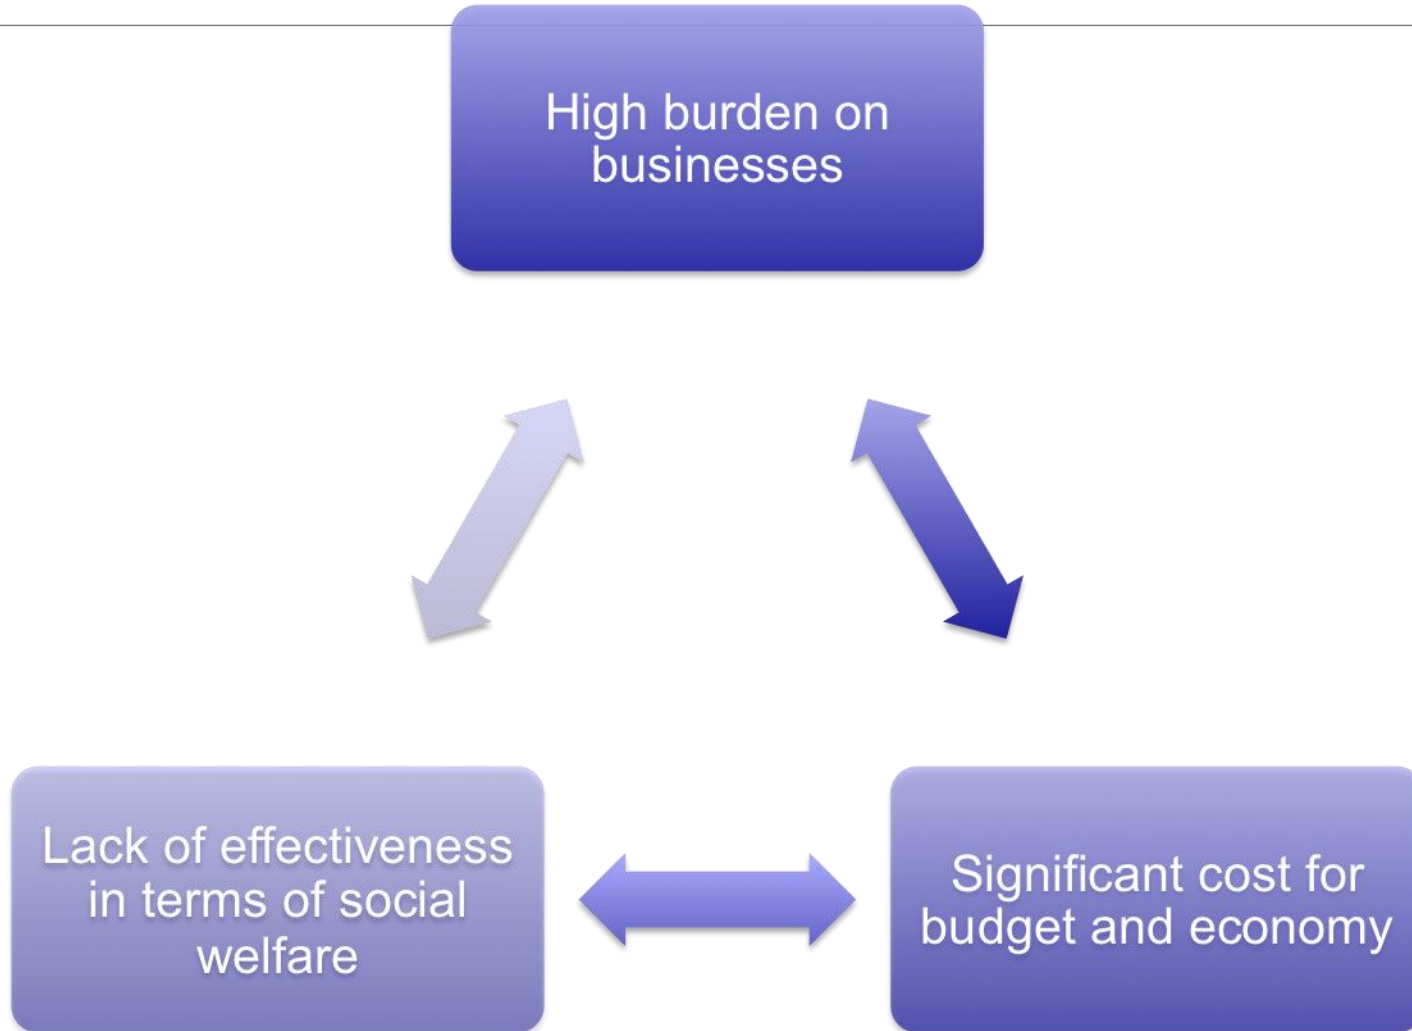 High burden on
businesses
Lack of effectiveness
in terms of social
welfare
Significant cost for
budget and economy